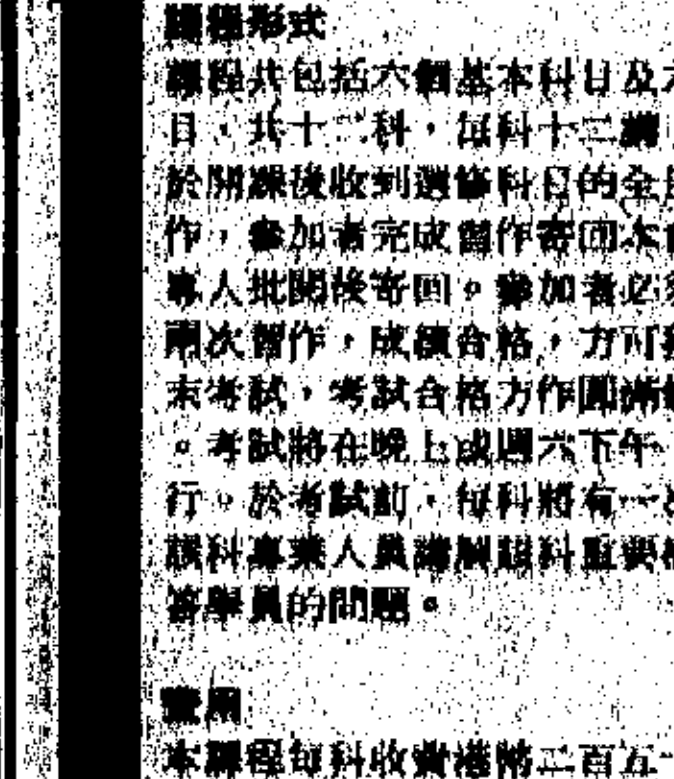 課程形式
課程共包括六個基本科目及六
目，共十二科，每科十二講
於開課後收到選修科目的全
作，參加者完成習作寄回本
專人批閱後寄回。參加者必須
兩次習作，成績合格，方可
末考試，考試合格方作圓滿
。考試將在晚上或週六下午
行。於考試前，每科將有一
該科專業人員講解該科重要
答學員的問題。
費用
本課程每科收費港幣二百五